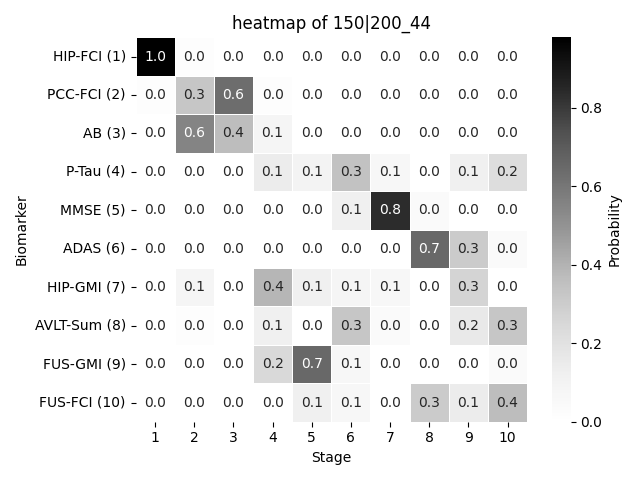 heatmap of 150|200_44
HIP-FCI (1) 1.0 0.0 0.0 0.0 0.0 0.0 0.0 0.0 0.0 0.0
PCC-FCI (2) 0.0 0.3 0.6 0.0 0.0 0.0 0.0 0.0 0.0 0.0
AB (3) 0.0 0.6 0.4 0.1 0.0 0.0 0.0 0.0 0.0 0.0
P-Tau (4) 0.0 0.0 0.0 0.1 0.1 0.3 0.1 0.0 0.1 0.2
MMSE (5) 0.0 0.0 0.0 0.0 0.0 0.1 0.8 0.0 0.0 0.0
ADAS (6) 0.0 0.0 0.0 0.0 0.0 0.0 0.0 0.7 0.3 0.0
HIP-GMI (7) 0.0 0.1 0.0 0.4 0.1 0.1 0.1 0.0 0.3 0.0
AVLT-Sum (8) 0.0 0.0 0.0 0.1 0.0 0.3 0.0 0.0 0.2 0.3
FUS-GMI (9) 0.0 0.0 0.0 0.2 0.7 0.1 0.0 0.0 0.0 0.0
FUS-FCI (10) 0.0 0.0 0.0 0.0 0.1 0.1 0.0 0.3 0.1 0.4
1 2 3 4 5 6 7 8 9 10
Stage
Biomarker
0.8
0.6
0.4
0.2
0.0
Probability